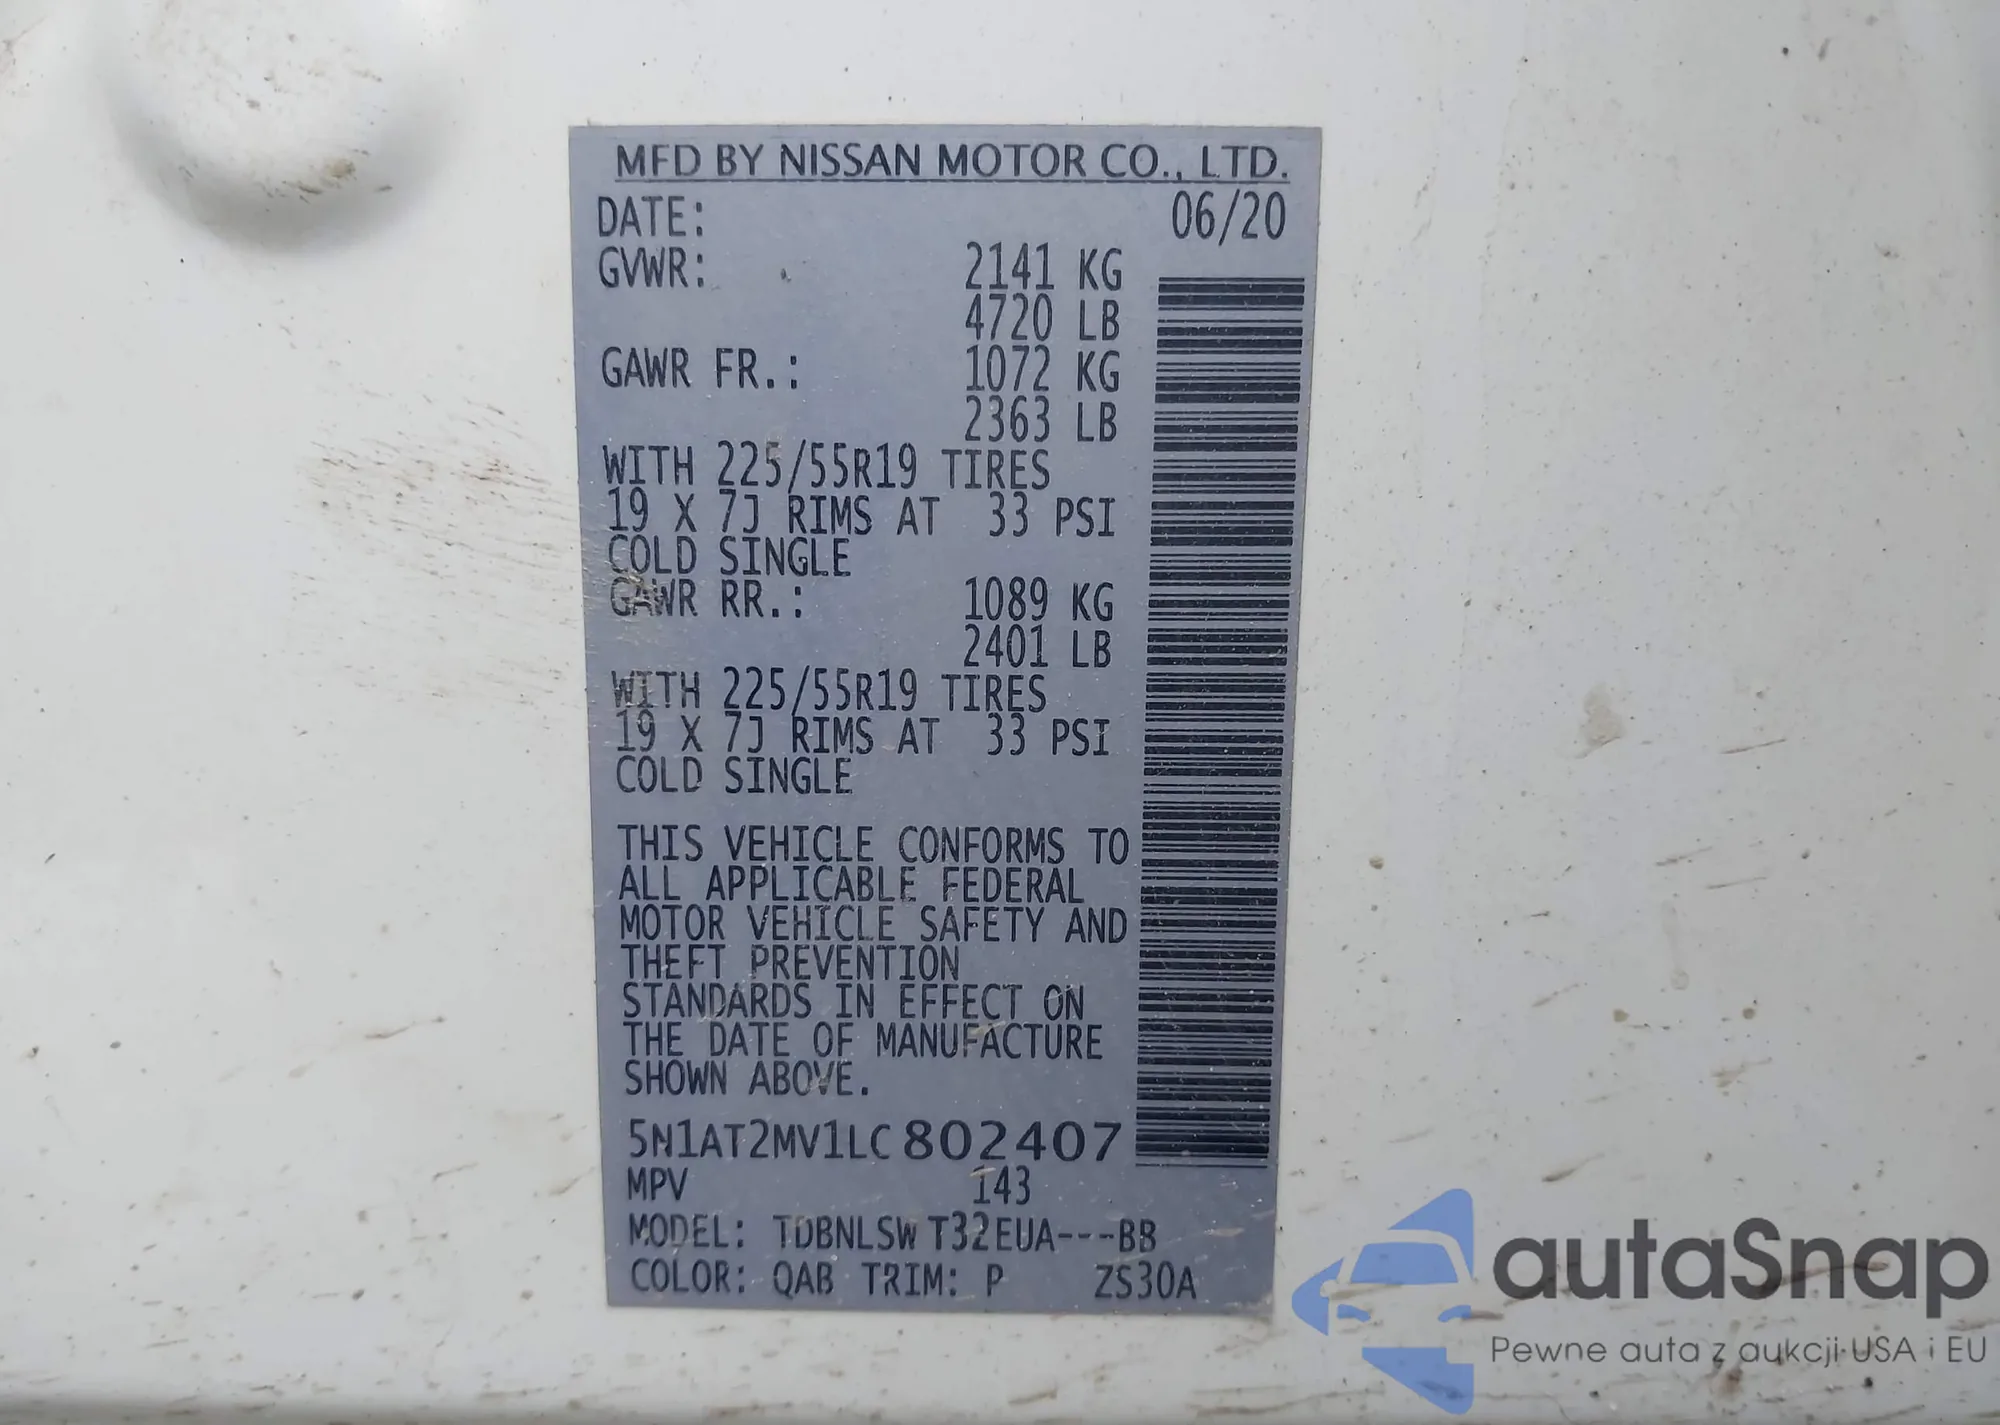 MFD BY NISSAN MOTOR CO., LTD.
DATE: 06/20
GVWR: 2141 KG
4720 LB
GAWR FR.: 1072 KG
2363 LB
WITH 225/55R19 TIRES
19 X 7J RIMS AT 33 PSI
COLD SINGLE
GAWR RR.: 1089 KG
2401 LB
WITH 225/55R19 TIRES
19 X 7J RIMS AT 33 PSI
COLD SINGLE
THIS VEHICLE CONFORMS TO
ALL APPLICABLE FEDERAL
MOTOR VEHICLE SAFETY AND
THEFT PREVENTION
STANDARDS IN EFFECT ON
THE DATE OF MANUFACTURE
SHOWN ABOVE.
5N1AT2MV1LC802407
MPV 143
MODEL: TDBNLSW T32EUA---BB
COLOR: QAB TRIM: P ZS30A
autaSnap
Pewne auta z aukcji USA i EU